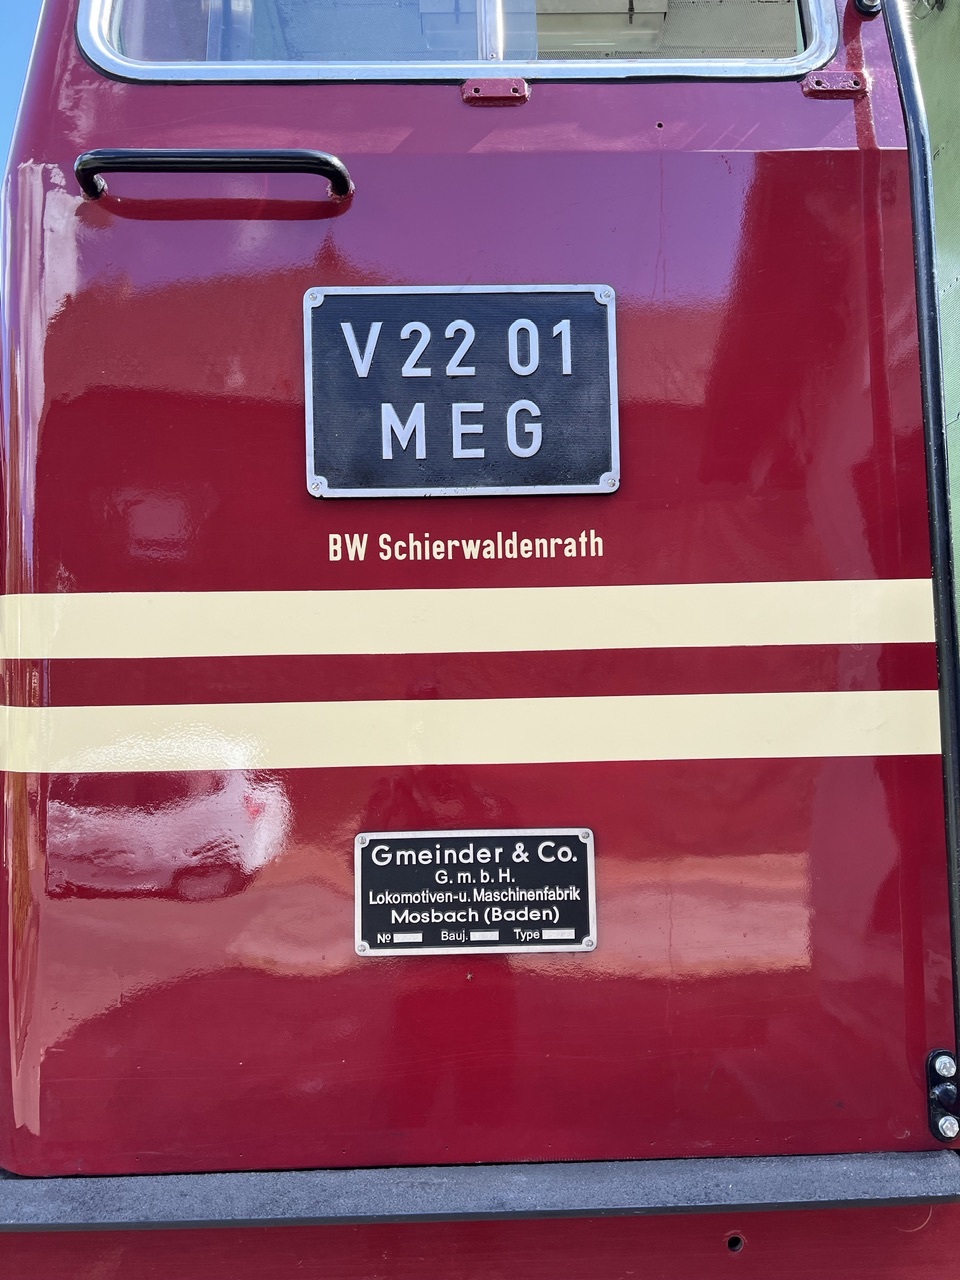 V22 01
MEG
BW Schierwaldenrath
Gmeinder & Co.
G. m. b. H.
Lokomotiven-u. Maschinenfabrik
Mosbach (Baden)
No Bauj. Type